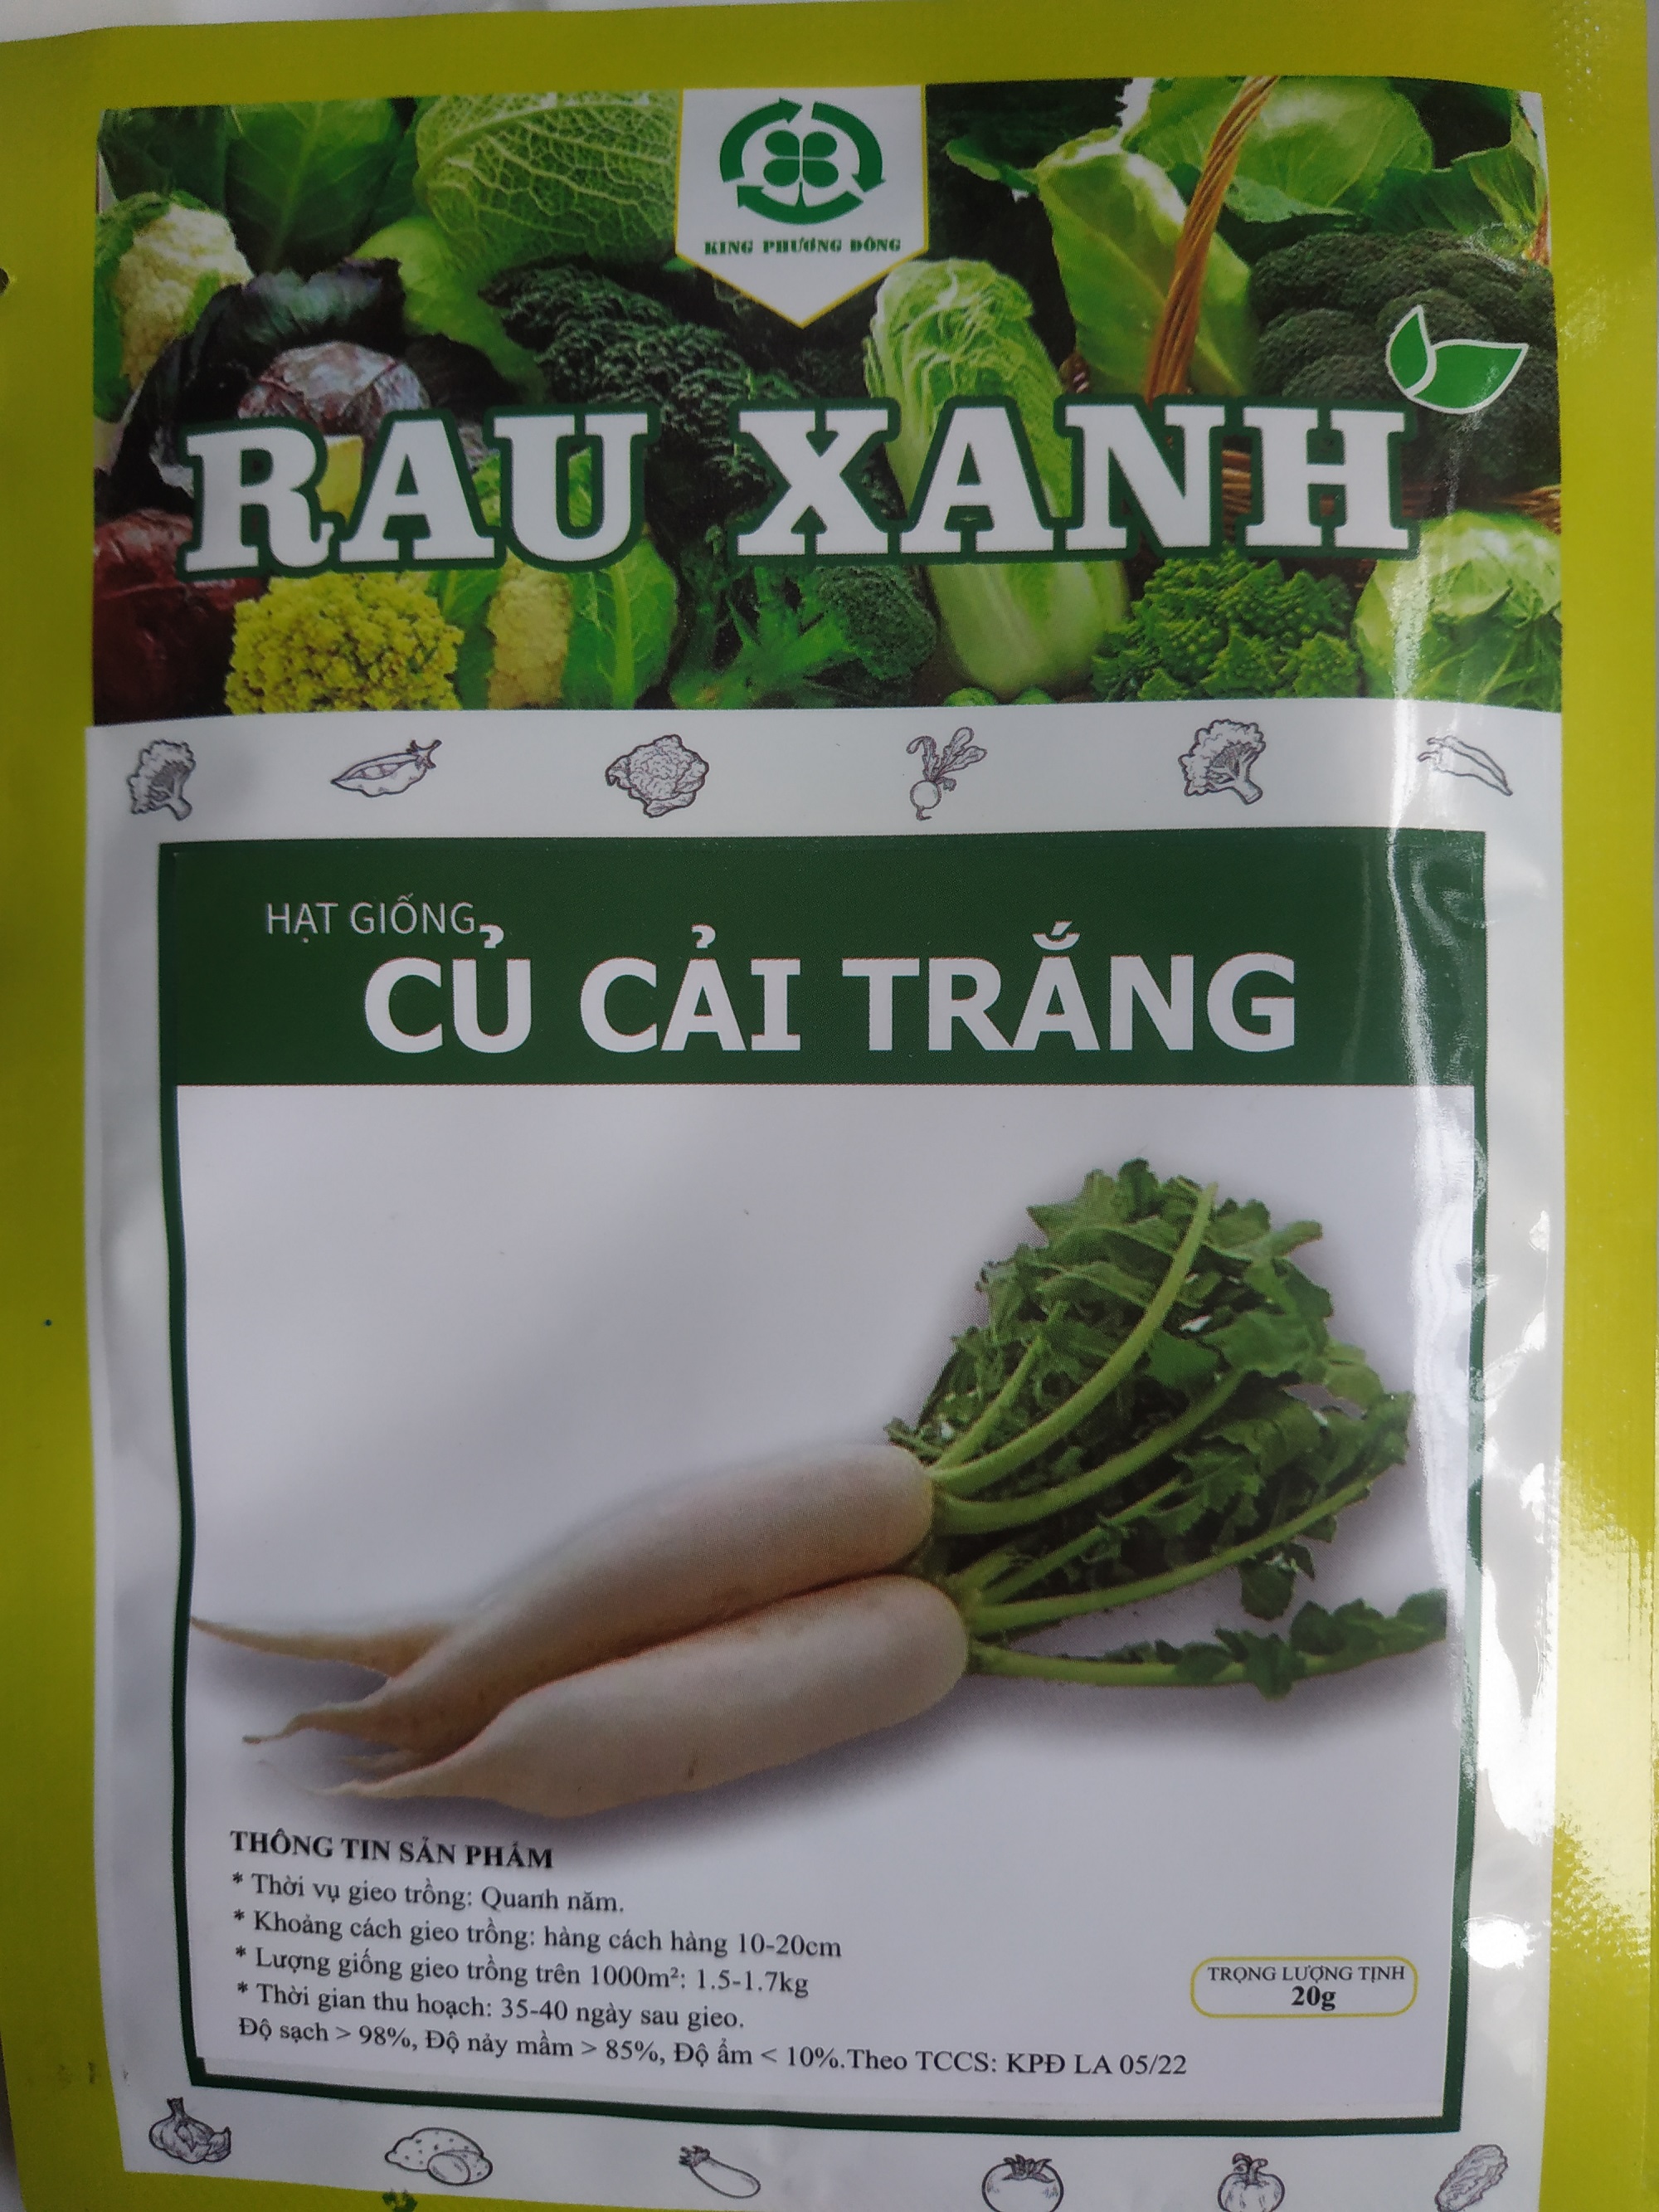 KING PHƯƠNG ĐÔNG
RAU XANH
HẠT GIỐNG
CỦ CẢI TRẮNG
THÔNG TIN SẢN PHẨM
* Thời vụ gieo trồng: Quanh năm.
* Khoảng cách gieo trồng: hàng cách hàng 10-20cm
* Lượng giống gieo trồng trên 1000m²: 1.5-1.7kg
* Thời gian thu hoạch: 35-40 ngày sau gieo.
Độ sạch > 98%, Độ nảy mầm > 85%, Độ ẩm < 10%.Theo TCCS: KPĐ LA 05/22
TRỌNG LƯỢNG TỊNH
20g